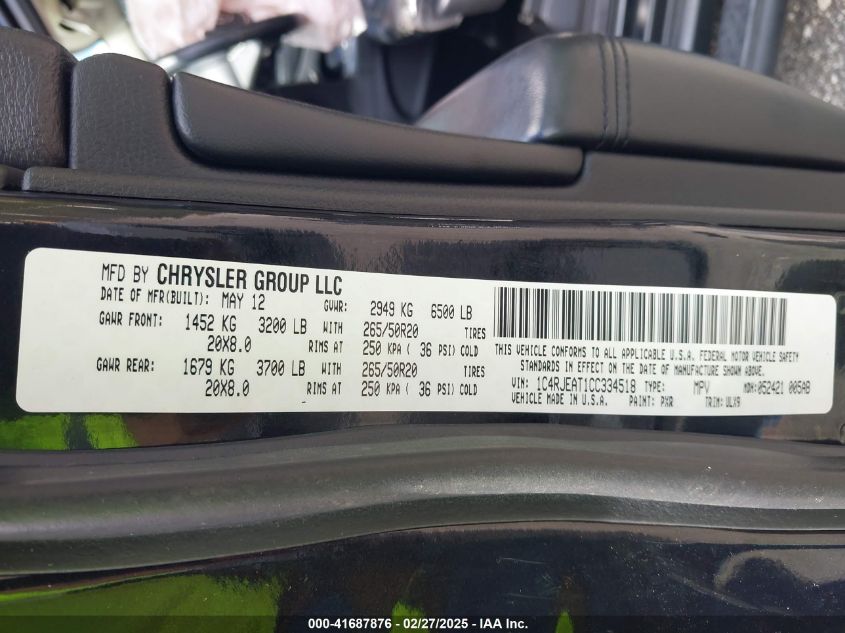 MFD BY CHRYSLER GROUP LLC
DATE OF MFR(BUILT): MAY 12 GVWR: 2949 KG 6500 LB
GAWR FRONT: 1452 KG 3200 LB WITH 265/50R20 TIRES
20X8.0 RIMS AT 250 KPA ( 36 PSI) COLD
GAWR REAR: 1679 KG 3700 LB WITH 265/50R20 TIRES
20X8.0 RIMS AT 250 KPA ( 36 PSI) COLD
THIS VEHICLE CONFORMS TO ALL APPLICABLE U.S.A. FEDERAL MOTOR VEHICLE SAFETY
STANDARDS IN EFFECT ON THE DATE OF MANUFACTURE SHOWN ABOVE.
VIN: 1C4RJEAT1CC334518 TYPE: MPV MDH: 052421 005AB
VEHICLE MADE IN U.S.A. PAINT: PXR TRIM: ULX9
000-41687876 - 02/27/2025 - IAA Inc.